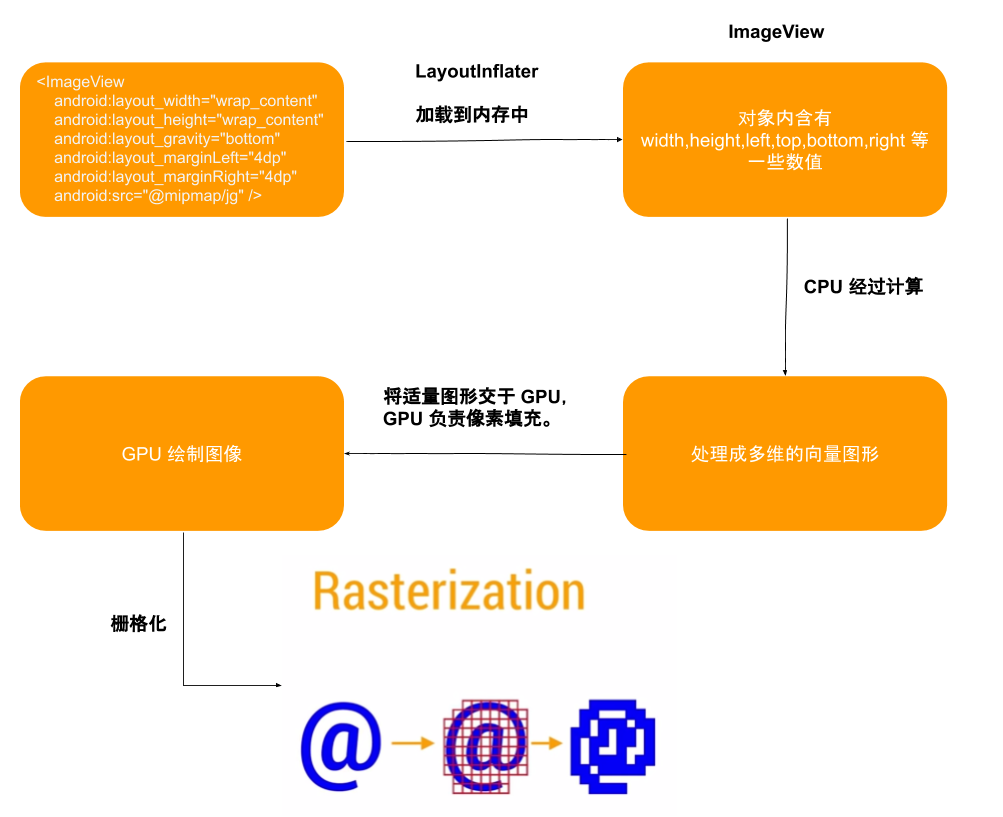 ImageView
LayoutInflater
加载到内存中
<ImageView
android:layout_width="wrap_content"
android:layout_height="wrap_content"
android:layout_gravity="bottom"
android:layout_marginLeft="4dp"
android:layout_marginRight="4dp"
android:src="@mipmap/jg" />
对象内含有
width,height,left,top,bottom,right 等
一些数值
CPU 经过计算
将适量图形交于 GPU,
GPU 负责像素填充。
GPU 绘制图像
处理成多维的向量图形
栅格化
Rasterization
@ @ @